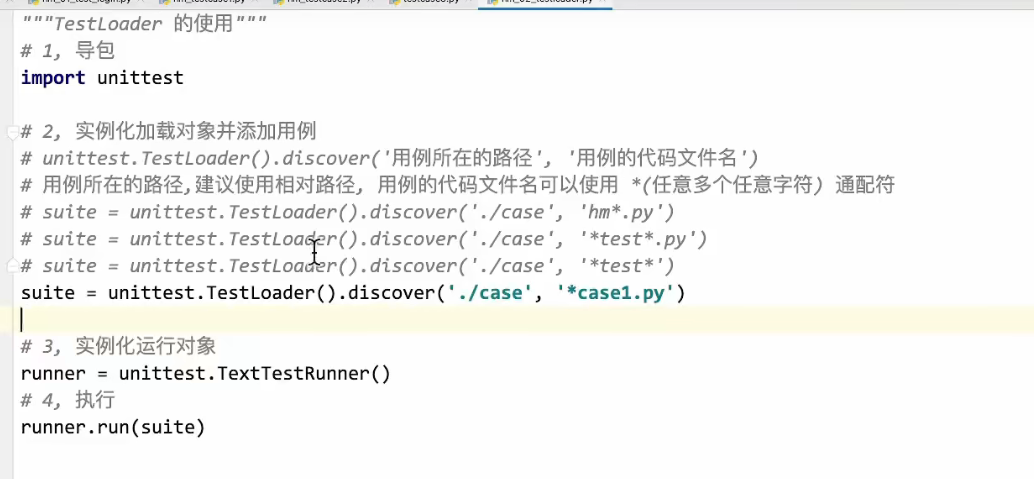 """TestLoader 的使用"""
# 1, 导包
import unittest
# 2, 实例化加载对象并添加用例
# unittest.TestLoader().discover('用例所在的路径', '用例的代码文件名')
# 用例所在的路径,建议使用相对路径, 用例的代码文件名可以使用 *(任意多个任意字符) 通配符
# suite = unittest.TestLoader().discover('./case', 'hm*.py')
# suite = unittest.TestLoader().discover('./case', '*test*.py')
# suite = unittest.TestLoader().discover('./case', '*test*')
suite = unittest.TestLoader().discover('./case', '*case1.py')
# 3, 实例化运行对象
runner = unittest.TextTestRunner()
# 4, 执行
runner.run(suite)